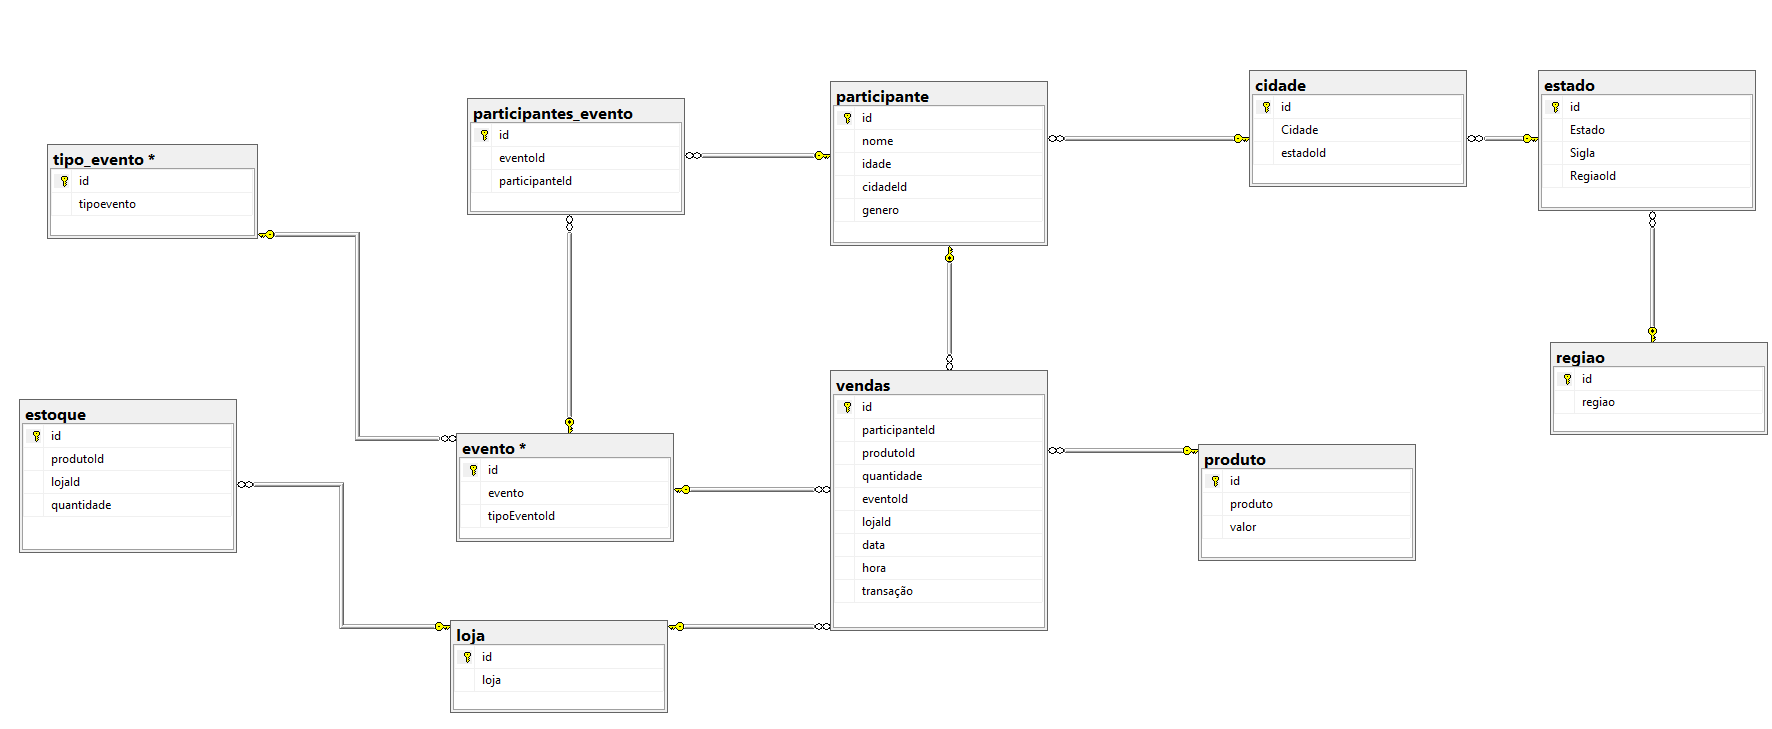 tipo_evento *
id
tipoevento
participantes_evento
id
eventoId
participanteId
participante
id
nome
idade
cidadeId
genero
cidade
id
Cidade
estadoId
estado
id
Estado
Sigla
RegiaoId
regiao
id
regiao
estoque
id
produtoId
lojaId
quantidade
evento *
id
evento
tipoEventoId
vendas
id
participanteId
produtoId
quantidade
eventoId
lojaId
data
hora
transação
produto
id
produto
valor
loja
id
loja